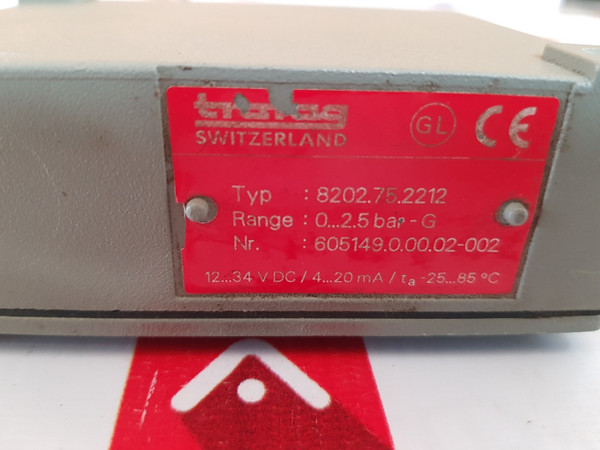 trafag
SWITZERLAND
GL CE
Typ : 8202.75.2212
Range : 0...2.5 bar - G
Nr. : 605149.0.00.02-002
12...34 V DC / 4...20 mA / ta -25...85 °C